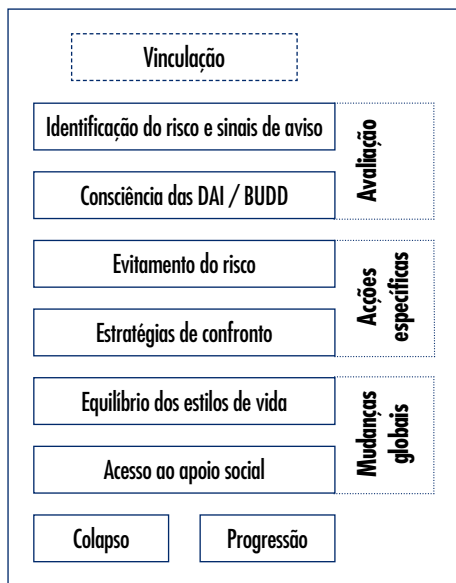 Vinculação
Identificação do risco e sinais de aviso
Consciência das DAI / BUDD
Avaliação
Evitamento do risco
Estratégias de confronto
Acções
específicas
Equilíbrio dos estilos de vida
Acesso ao apoio social
Mudanças
globais
Colapso
Progressão